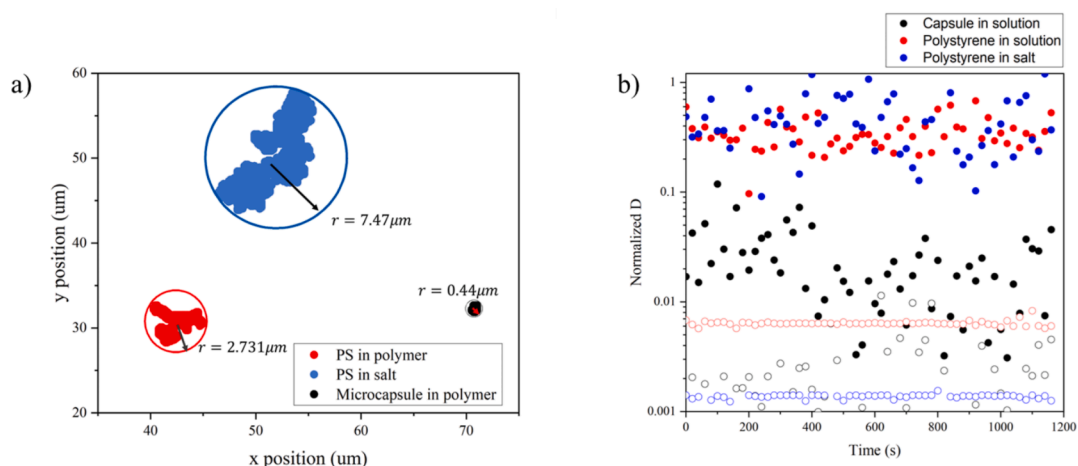 a)
60
50
40
30
20
y position (um)
r = 7.47μm
r = 0.44μm
r = 2.731μm
PS in polymer
PS in salt
Microcapsule in polymer
40
50
60
70
x position (um)
b)
Capsule in solution
Polystyrene in solution
Polystyrene in salt
1
0.1
0.01
0.001
Normalized D
0
200
400
600
800
1000
1200
Time (s)